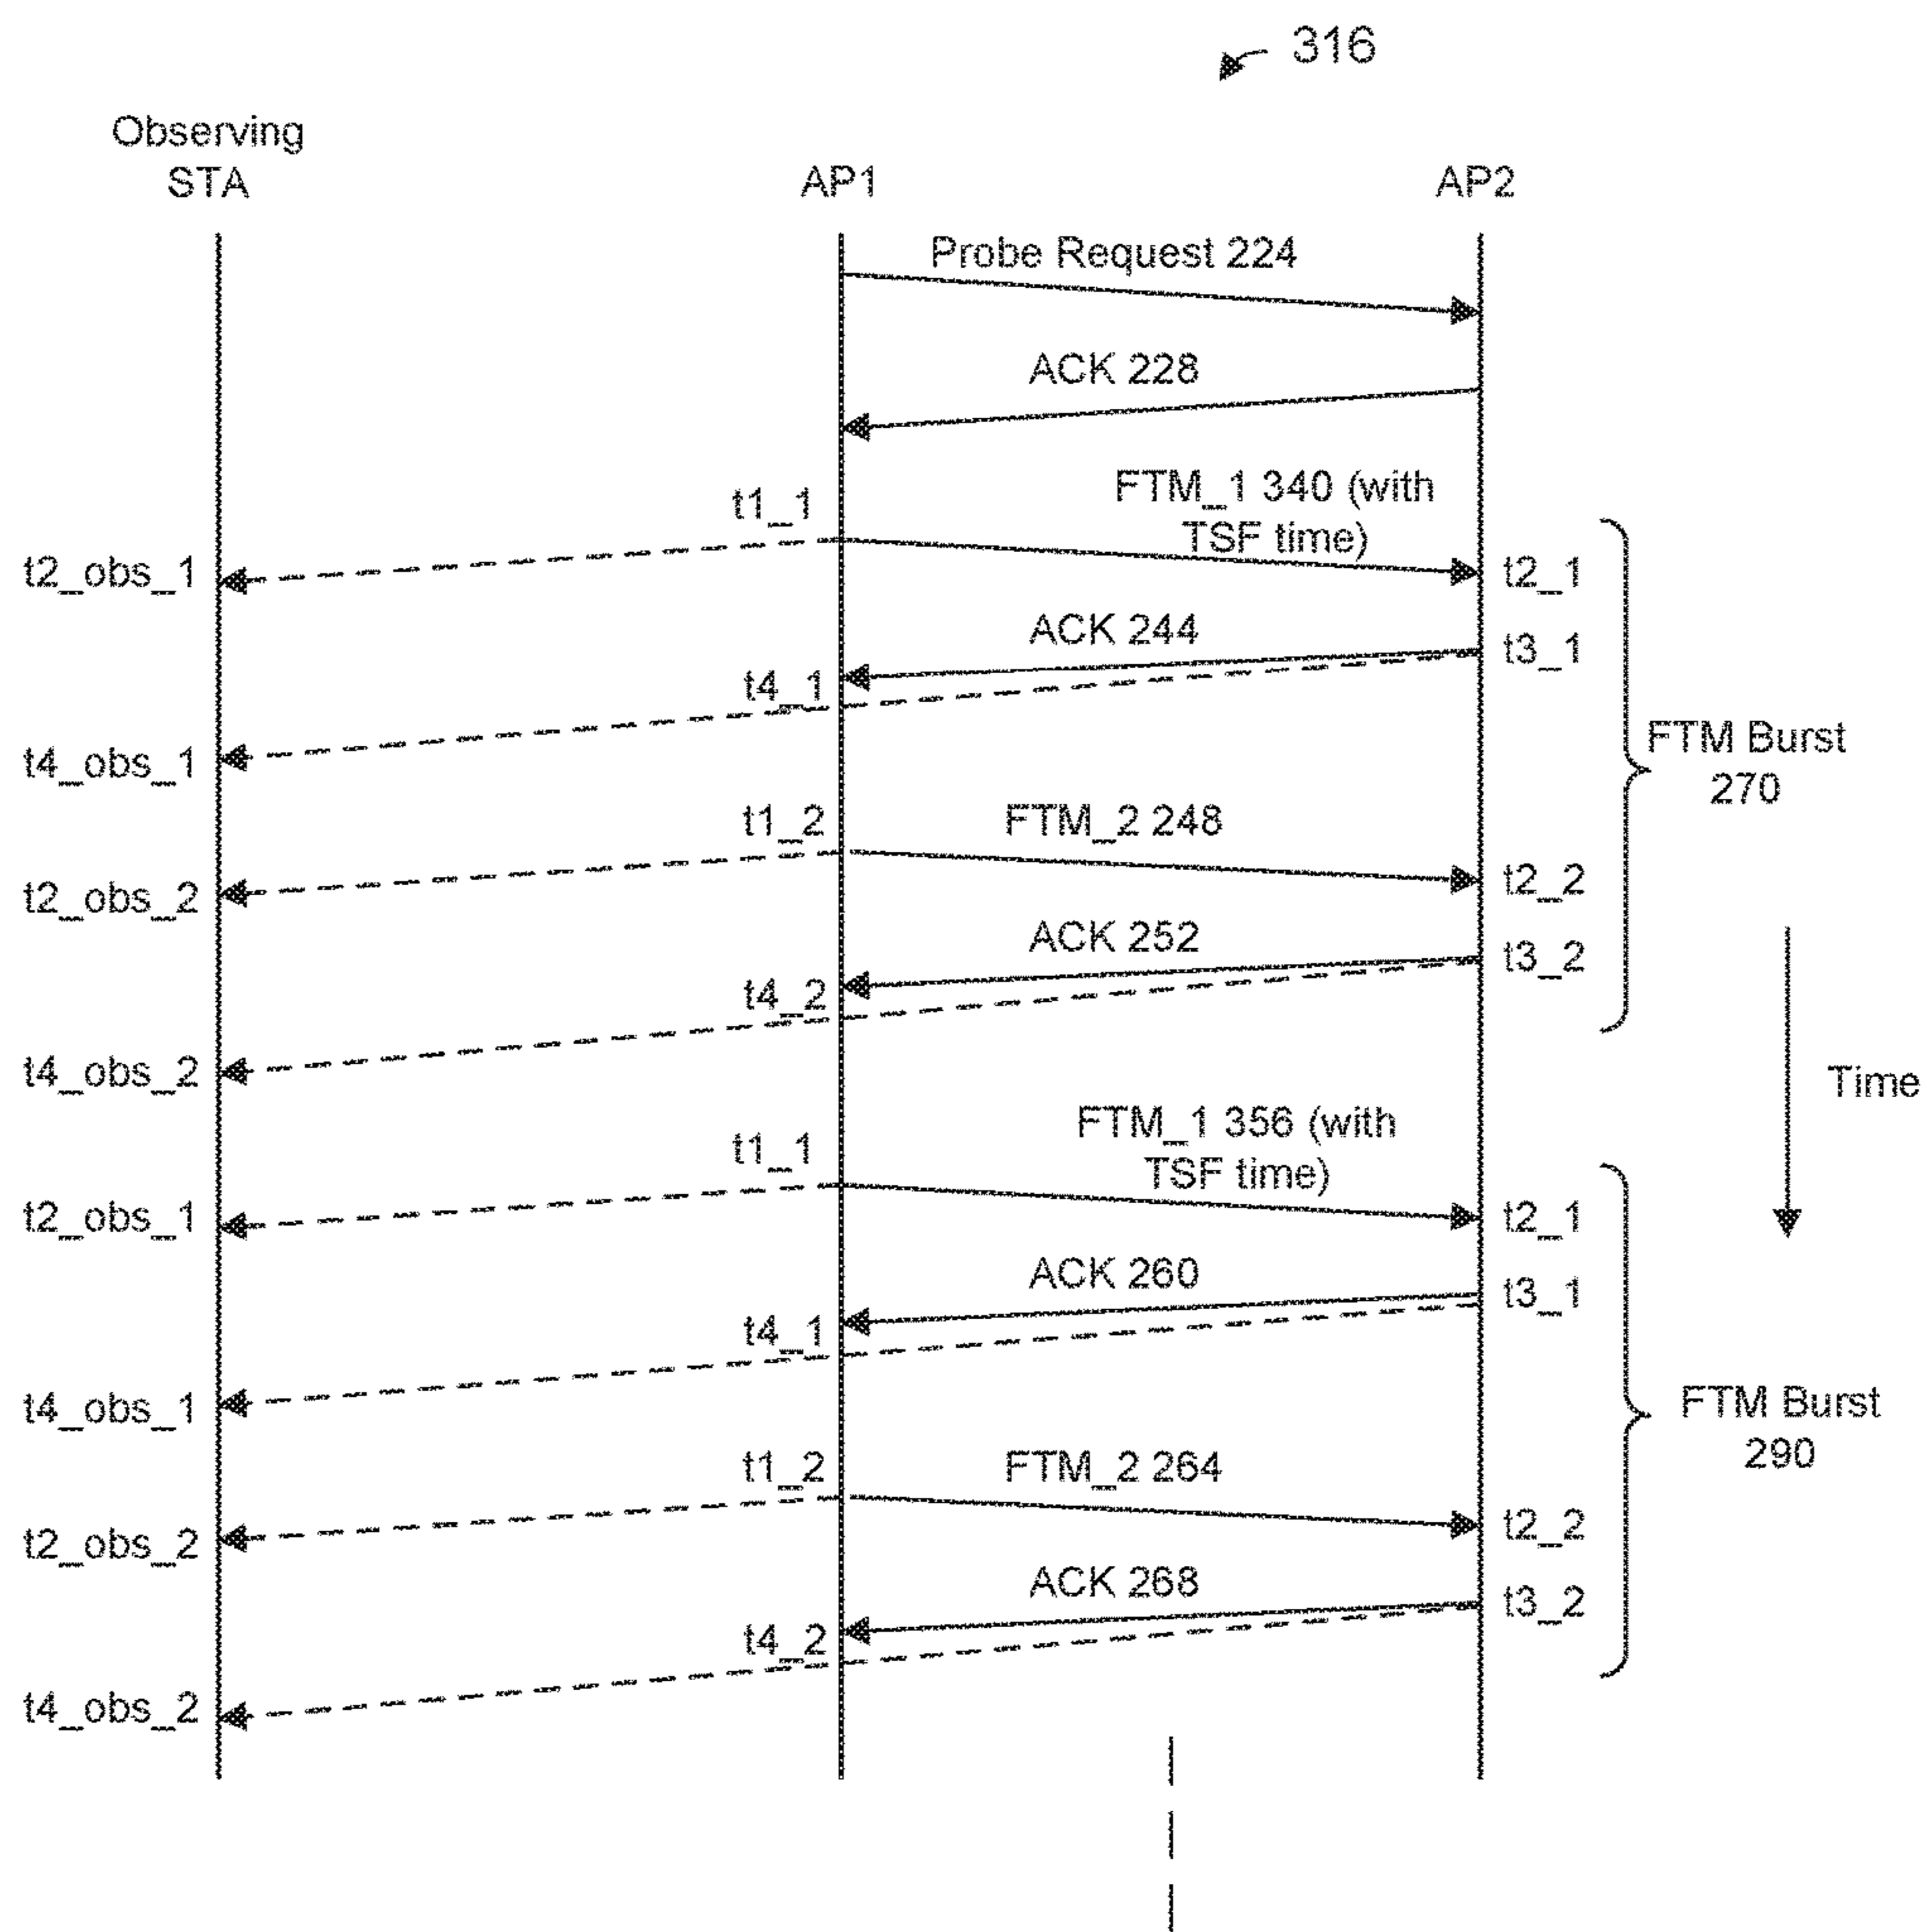 316
Observing
STA
AP1
AP2
Probe Request 224
ACK 228
t1_1
FTM_1 340 (with
TSF time)
t2_obs_1
t2_1
ACK 244
t3_1
t4_1
t4_obs_1
FTM Burst
270
t1_2
FTM_2 248
t2_obs_2
t2_2
ACK 252
t3_2
t4_2
t4_obs_2
Time
t1_1
FTM_1 356 (with
TSF time)
t2_obs_1
t2_1
ACK 260
t3_1
t4_1
t4_obs_1
FTM Burst
290
t1_2
FTM_2 264
t2_obs_2
t2_2
ACK 268
t3_2
t4_2
t4_obs_2